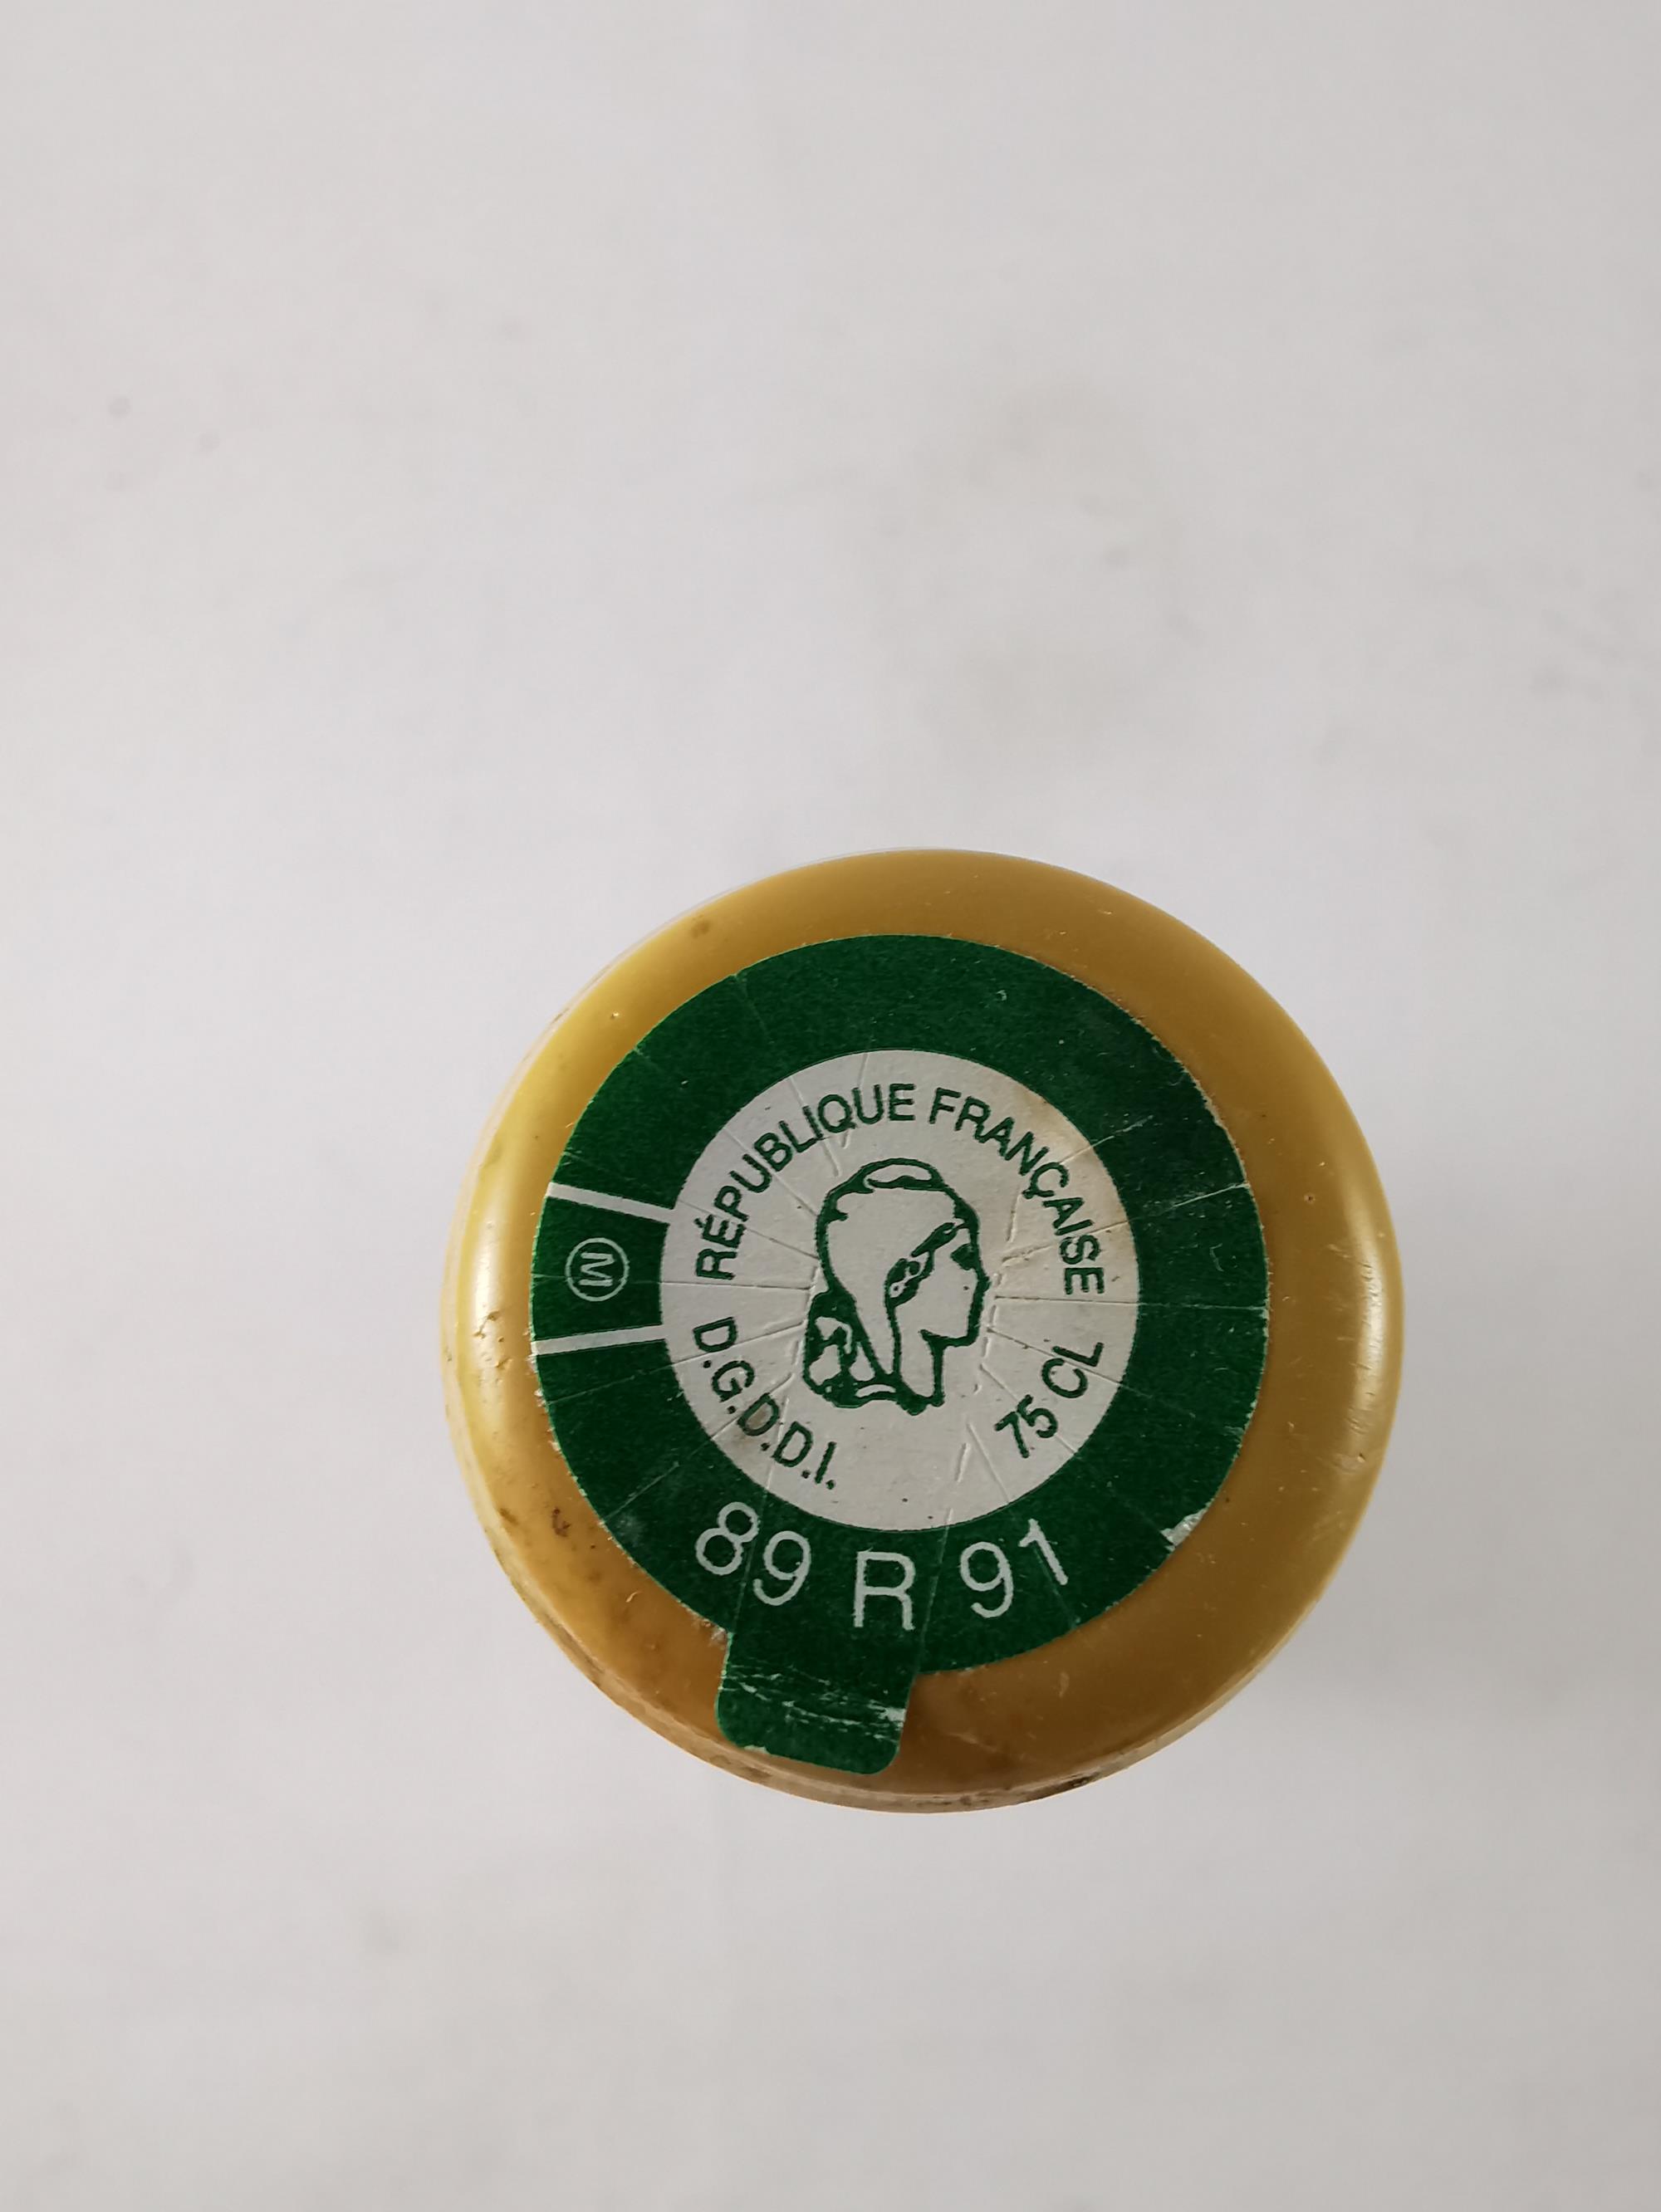 RÉPUBLIQUE FRANÇAISE
D.G.D.D.I.
75 CL
M
89 R 91